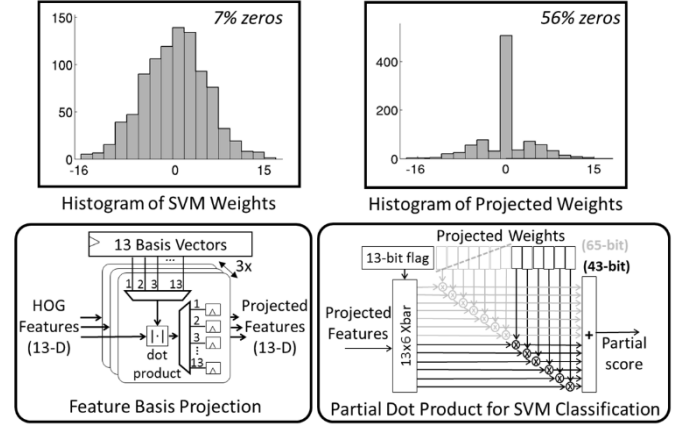 7% zeros
150
100
50
0
-16
0
15
Histogram of SVM Weights
56% zeros
400
200
0
-16
0
15
Histogram of Projected Weights
13 Basis Vectors
...
3x
1 2 3 13
HOG
Features
(13-D)
|·|
dot
product
1
2
3
⋮
13
Projected
Features
(13-D)
Feature Basis Projection
Projected Weights
(65-bit)
(43-bit)
13-bit flag
Projected
Features
13x6 Xbar
+
Partial
score
Partial Dot Product for SVM Classification